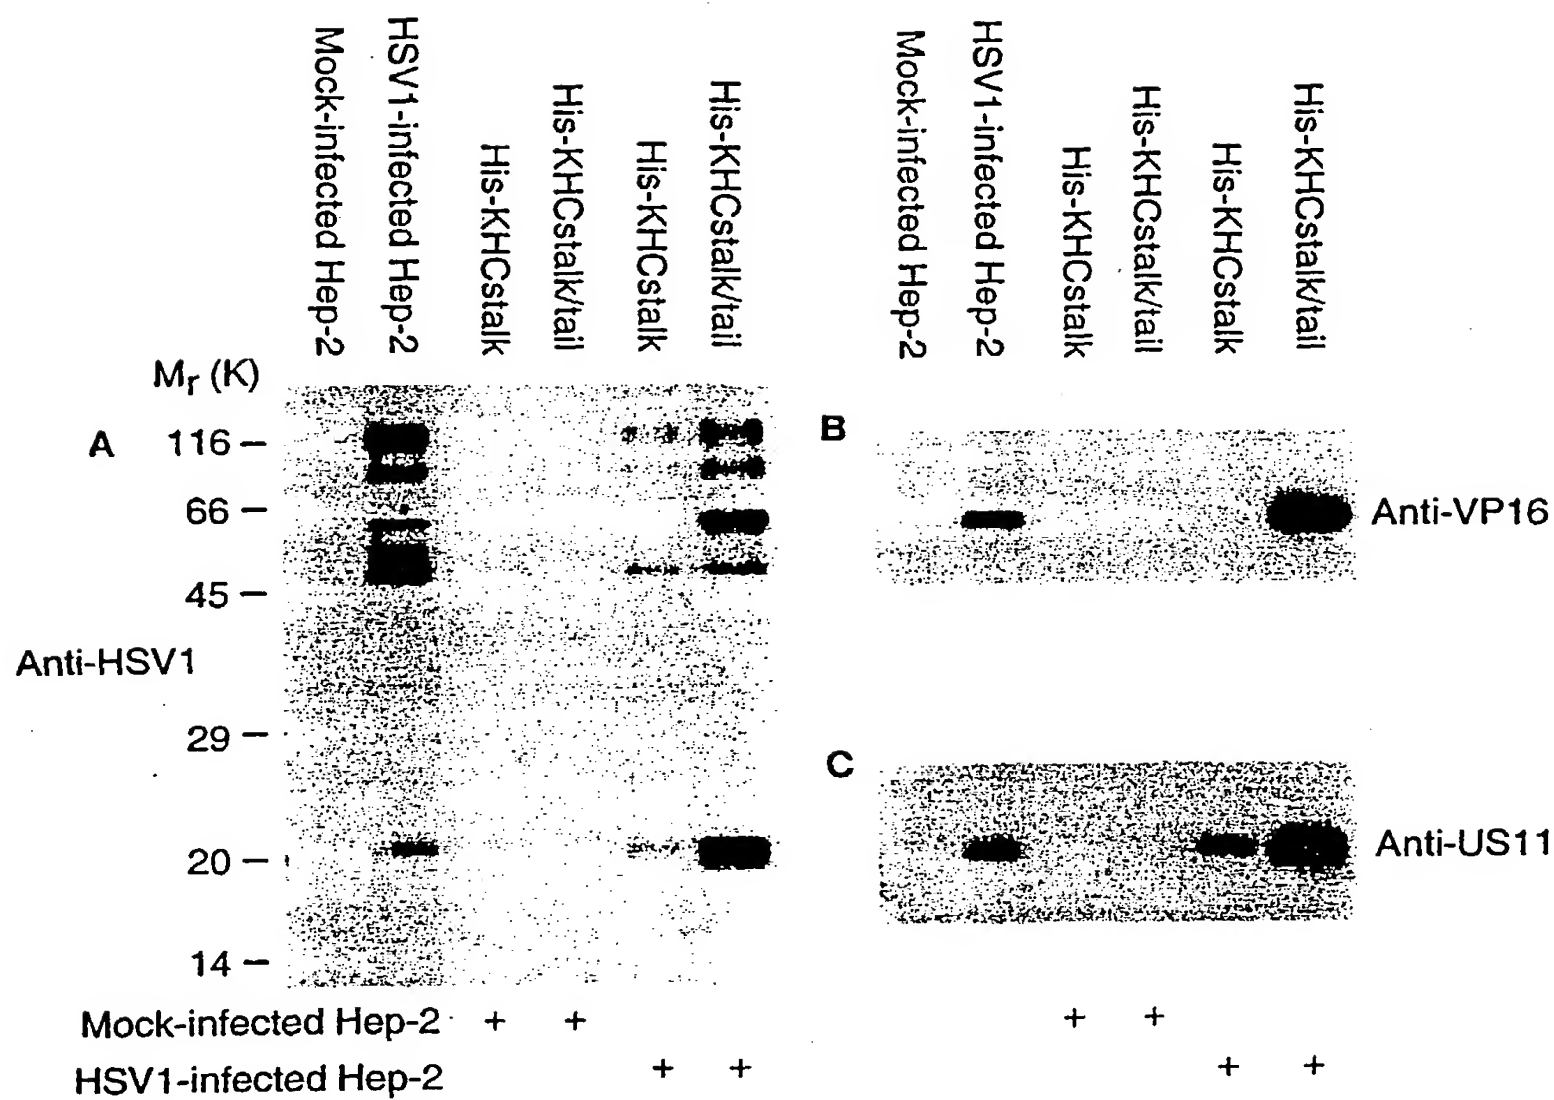 Mock-infected Hep-2
HSV1-infected Hep-2
His-KHCstalk
His-KHCstalk/tail
His-KHCstalk
His-KHCstalk/tail
Mock-infected Hep-2
HSV1-infected Hep-2
His-KHCstalk
His-KHCstalk/tail
His-KHCstalk
His-KHCstalk/tail
Mr (K)
A
116
66
45
Anti-HSV1
29
20
14
B
Anti-VP16
C
Anti-US11
Mock-infected Hep-2 + + + +
HSV1-infected Hep-2 + + + +